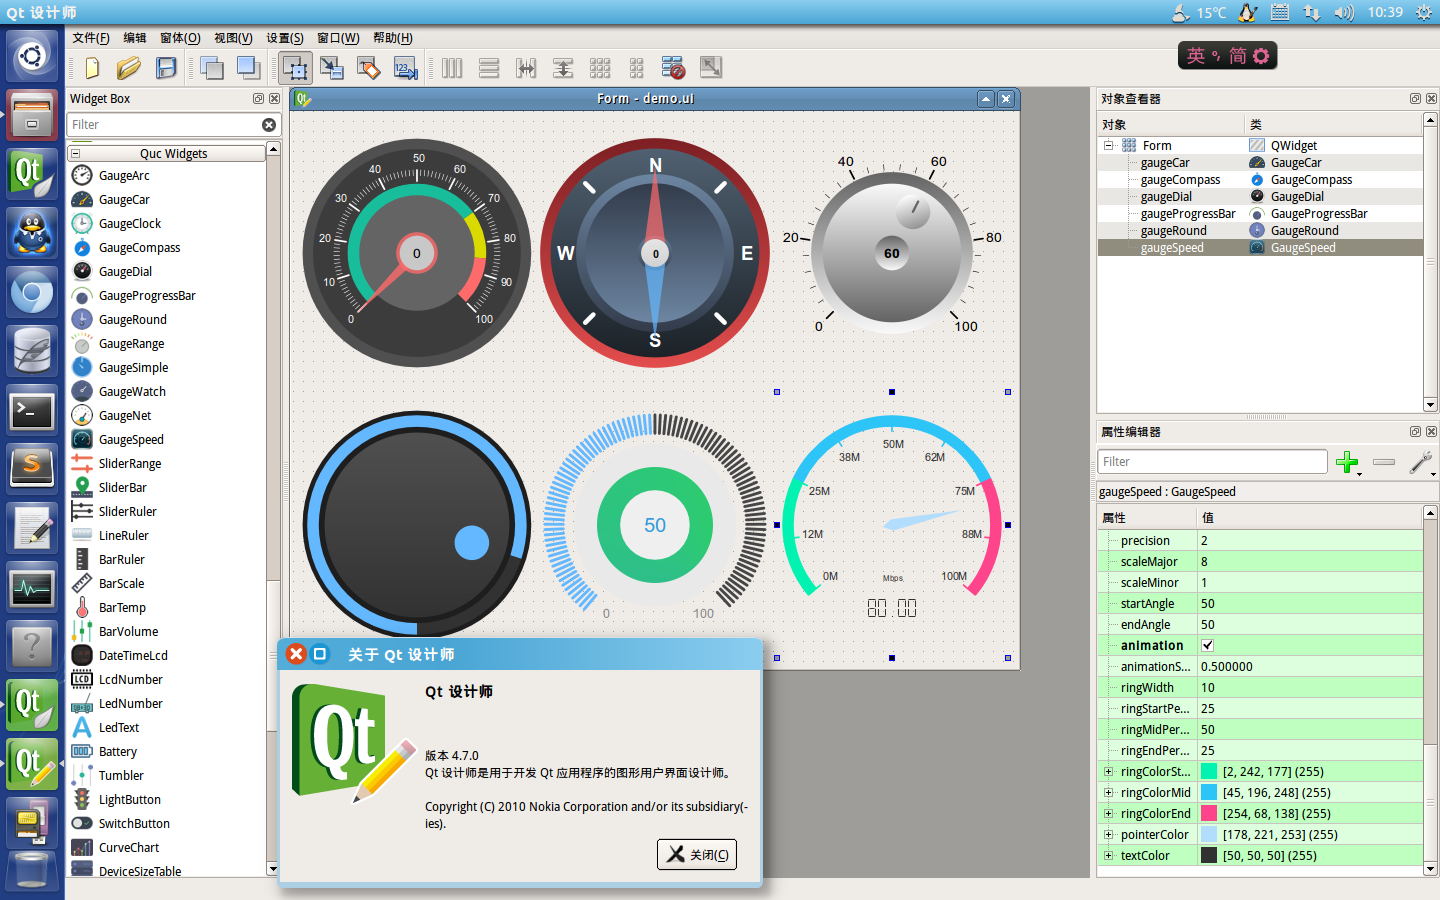 Qt 设计师
15℃
10:39
文件(F) 编辑 窗体(O) 视图(V) 设置(S) 窗口(W) 帮助(H)
英 简
123
Widget Box
Filter
Quc Widgets
GaugeArc
GaugeCar
GaugeClock
GaugeCompass
GaugeDial
GaugeProgressBar
GaugeRound
GaugeRange
GaugeSimple
GaugeWatch
GaugeNet
GaugeSpeed
SliderRange
SliderBar
SliderRuler
LineRuler
BarRuler
BarScale
BarTemp
BarVolume
DateTimeLcd
LcdNumber
LedNumber
LedText
Battery
Tumbler
LightButton
SwitchButton
CurveChart
DeviceSizeTable
Form - demo.ui
0
10
20
30
40
50
60
70
80
90
100
0
N
W
E
S
0
0
20
40
60
80
100
60
50
0
100
0M
12M
25M
38M
50M
62M
75M
88M
100M
Mbps
00.00
关于 Qt 设计师
Qt
Qt 设计师
版本 4.7.0
Qt 设计师是用于开发 Qt 应用程序的图形用户界面设计师。
Copyright (C) 2010 Nokia Corporation and/or its subsidiary(-
ies).
关闭(C)
对象查看器
对象 类
Form QWidget
gaugeCar GaugeCar
gaugeCompass GaugeCompass
gaugeDial GaugeDial
gaugeProgressBar GaugeProgressBar
gaugeRound GaugeRound
gaugeSpeed GaugeSpeed
属性编辑器
Filter
gaugeSpeed : GaugeSpeed
属性 值
precision 2
scaleMajor 8
scaleMinor 1
startAngle 50
endAngle 50
animation
animationS... 0.500000
ringWidth 10
ringStartPe... 25
ringMidPer... 50
ringEndPer... 25
ringColorSt... [2, 242, 177] (255)
ringColorMid [45, 196, 248] (255)
ringColorEnd [254, 68, 138] (255)
pointerColor [178, 221, 253] (255)
textColor [50, 50, 50] (255)